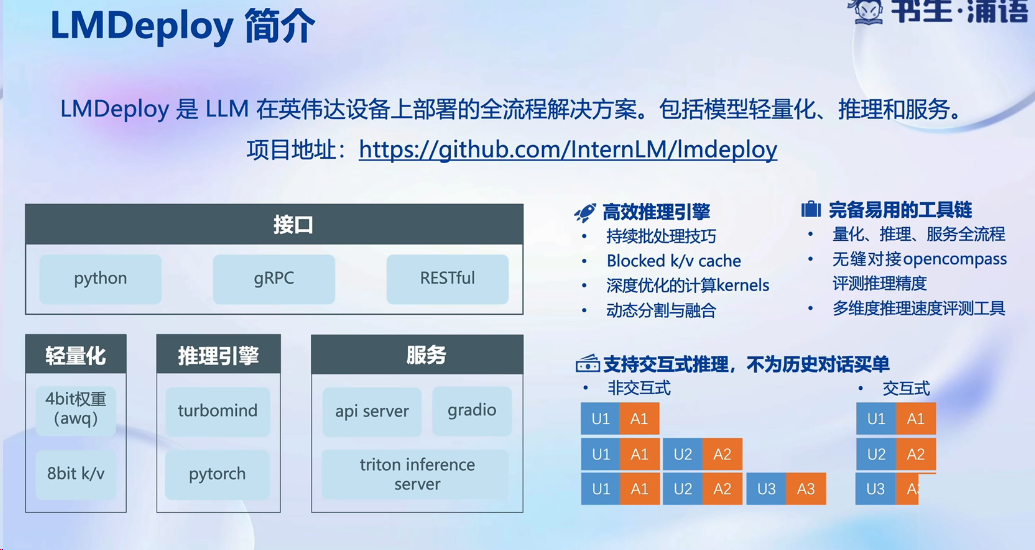 LMDeploy 简介
书生·浦语
LMDeploy 是 LLM 在英伟达设备上部署的全流程解决方案。包括模型轻量化、推理和服务。
项目地址：https://github.com/InternLM/lmdeploy
接口
python
gRPC
RESTful
轻量化
4bit权重
（awq）
8bit k/v
推理引擎
turbomind
pytorch
服务
api server
gradio
triton inference
server
高效推理引擎
• 持续批处理技巧
• Blocked k/v cache
• 深度优化的计算kernels
• 动态分割与融合
完备易用的工具链
• 量化、推理、服务全流程
• 无缝对接opencompass
评测推理精度
• 多维度推理速度评测工具
支持交互式推理，不为历史对话买单
• 非交互式
U1 A1
U1 A1 U2 A2
U1 A1 U2 A2 U3 A3
• 交互式
U1 A1
U2 A2
U3